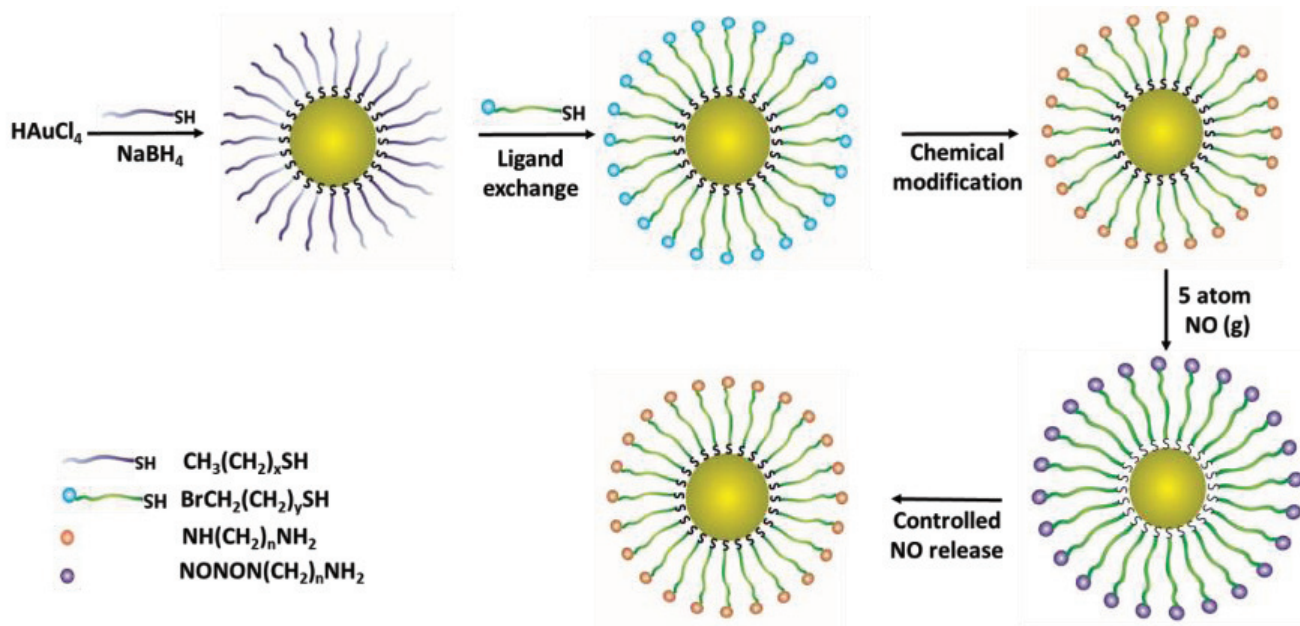 HAuCl4
SH
NaBH4
SH
Ligand
exchange
Chemical
modification
5 atom
NO (g)
Controlled
NO release
SH CH3(CH2)xSH
SH BrCH2(CH2)ySH
NH(CH2)nNH2
NONON(CH2)nNH2
S S S S S S S S S S S S S S S S S S S S S S S S